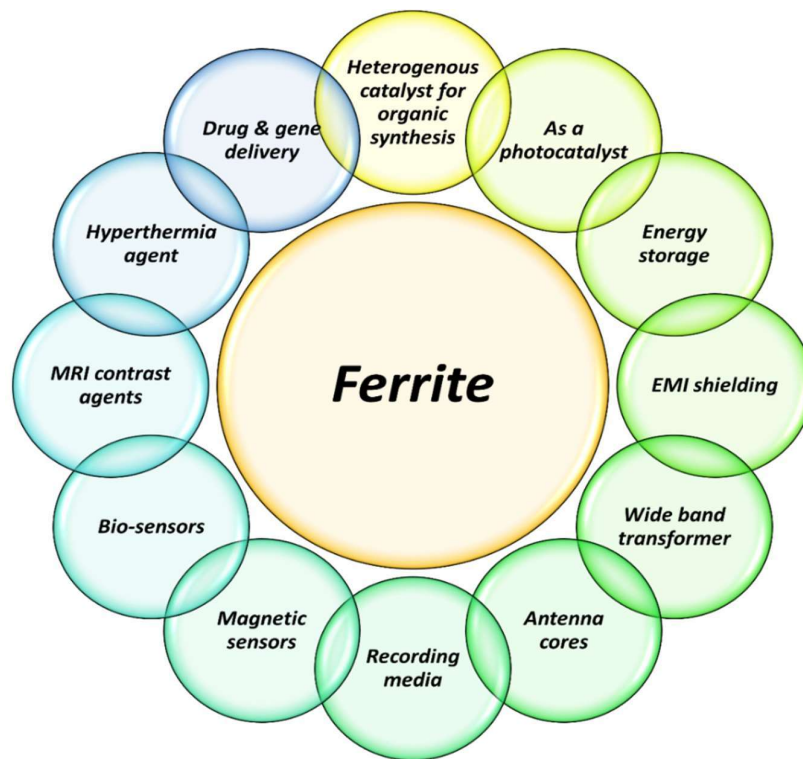 Heterogenous
catalyst for
organic
synthesis
As a
photocatalyst
Energy
storage
EMI shielding
Wide band
transformer
Antenna
cores
Recording
media
Magnetic
sensors
Bio-sensors
MRI contrast
agents
Hyperthermia
agent
Drug & gene
delivery
Ferrite